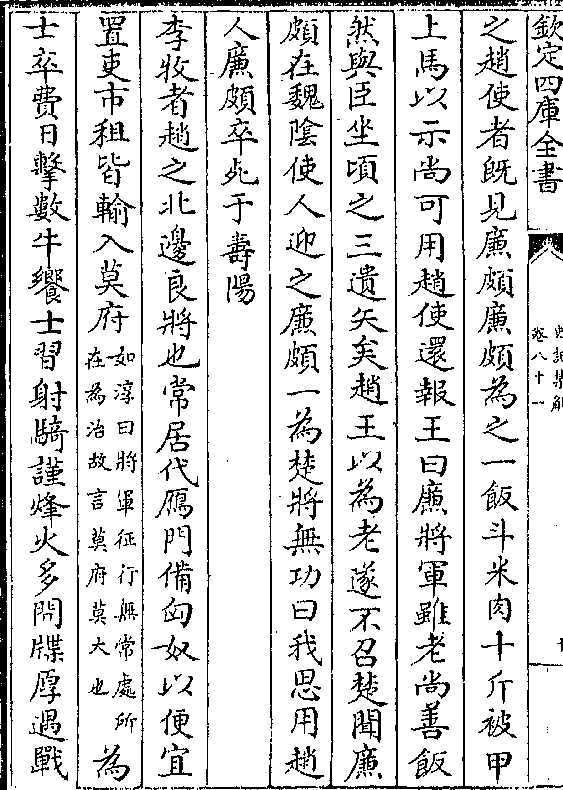 欽定四庫全書
史記集解
卷八十一
之趙使者既見廉頗廉頗為之一飯斗米肉十斤被甲
上馬以示尚可用趙使還報王曰廉將軍雖老尚善飯
然與臣坐頃之三遺矢矣趙王以為老遂不召楚聞廉
頗在魏陰使人迎之廉頗一為楚將無功曰我思用趙
人廉頗卒死于壽陽
李牧者趙之北邊良將也常居代鴈門備匈奴以便宜
置吏市租皆輸入莫府如淳曰將軍征行無常處所在為治故言莫府莫大也為
士卒費日擊數牛饗士習射騎謹烽火多間牒厚遇戰